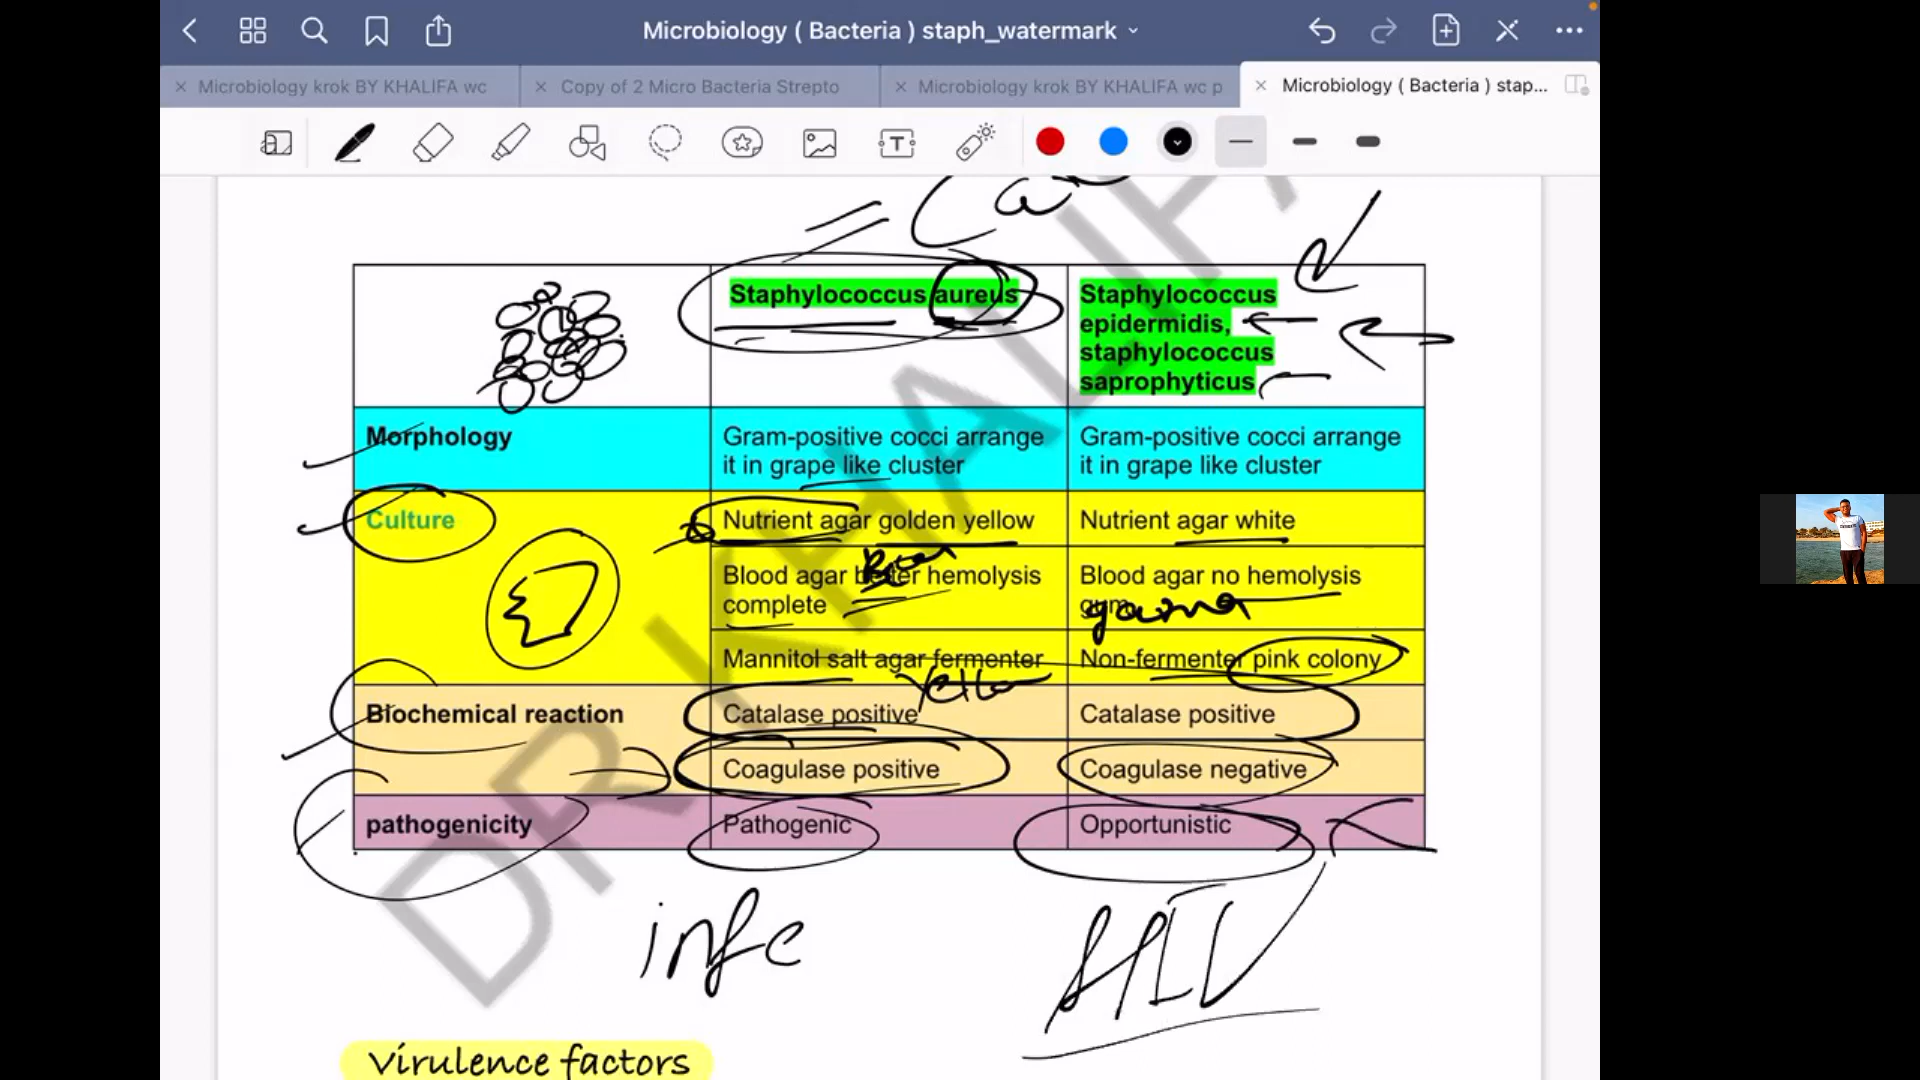 Microbiology ( Bacteria ) staph_watermark
Microbiology krok BY KHALIFA wc
Copy of 2 Micro Bacteria Strepto
Microbiology krok BY KHALIFA wc p
Microbiology ( Bacteria ) stap...
Staphylococcus aureus
Staphylococcus
epidermidis,
staphylococcus
saprophyticus
Morphology
Gram-positive cocci arrange
it in grape like cluster
Gram-positive cocci arrange
it in grape like cluster
Culture
Nutrient agar golden yellow
Nutrient agar white
Blood agar hemolysis
complete
Blood agar no hemolysis
gama
Mannitol salt agar fermenter
Non-fermenter pink colony
Yello
Biochemical reaction
Catalase positive
Catalase positive
Coagulase positive
Coagulase negative
pathogenicity
Pathogenic
Opportunistic
infe
HIV
Virulence factors
DR KHALIFA